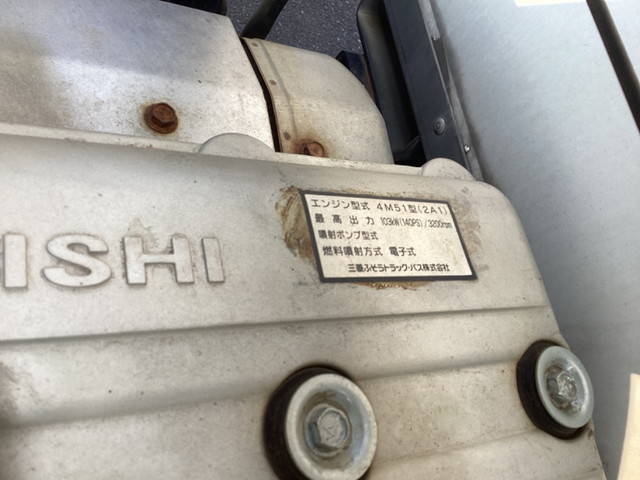 ISHI
エンジン型式 4M51型(2A1)
最高出力 103kW(140PS)/3200rpm
噴射ポンプ型式
燃料噴射方式 電子式
三菱ふそうトラック・バス株式会社